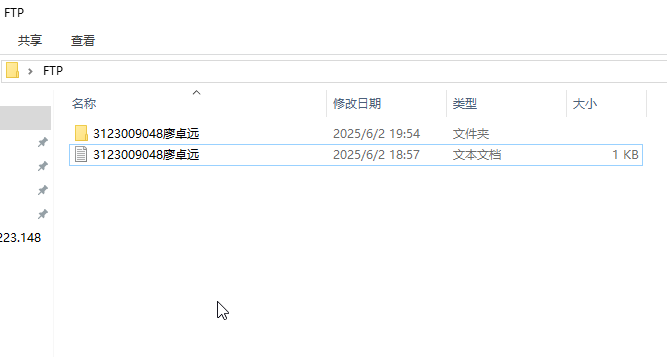 FTP
共享 查看
FTP
名称 修改日期 类型 大小
3123009048廖卓远 2025/6/2 19:54 文件夹
3123009048廖卓远 2025/6/2 18:57 文本文档 1 KB
223.148